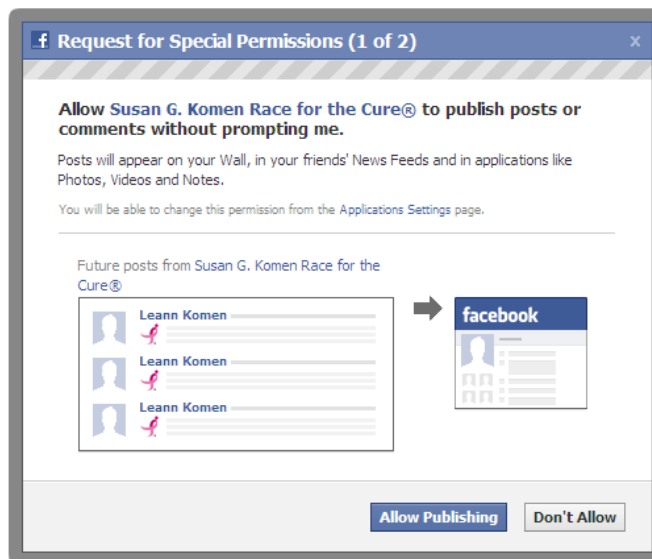 f Request for Special Permissions (1 of 2) x
Allow Susan G. Komen Race for the Cure® to publish posts or
comments without prompting me.
Posts will appear on your Wall, in your friends' News Feeds and in applications like
Photos, Videos and Notes.
You will be able to change this permission from the Applications Settings page.
Future posts from Susan G. Komen Race for the
Cure®
Leann Komen
Leann Komen
Leann Komen
facebook
Allow Publishing Don't Allow